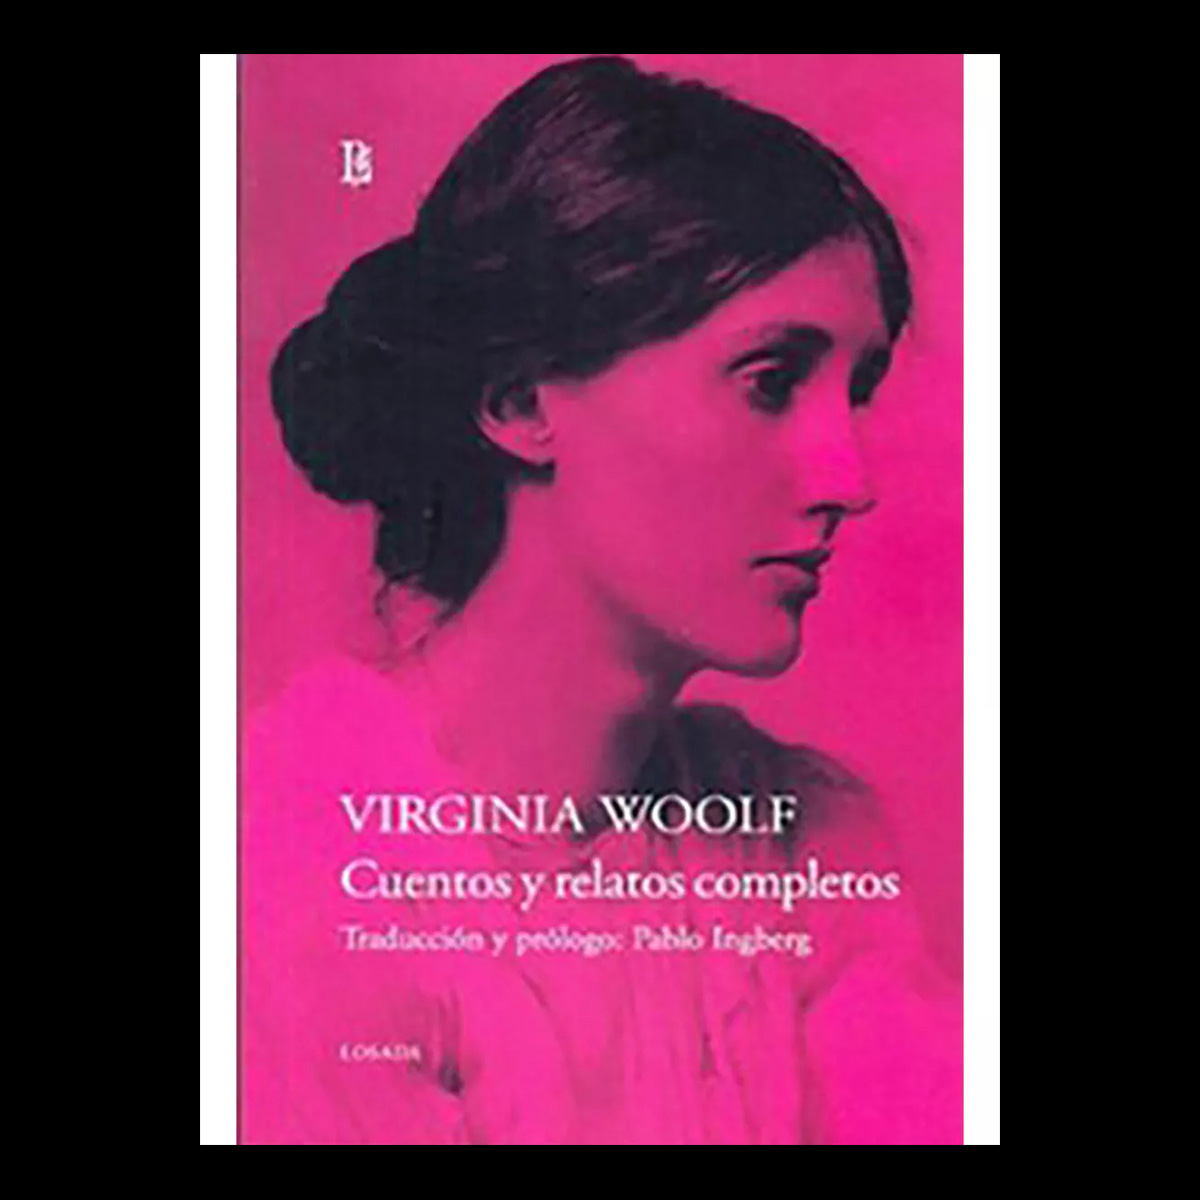 VIRGINIA WOOLF
Cuentos y relatos completos
Traducción y prólogo: Pablo Ingberg
LOSADA